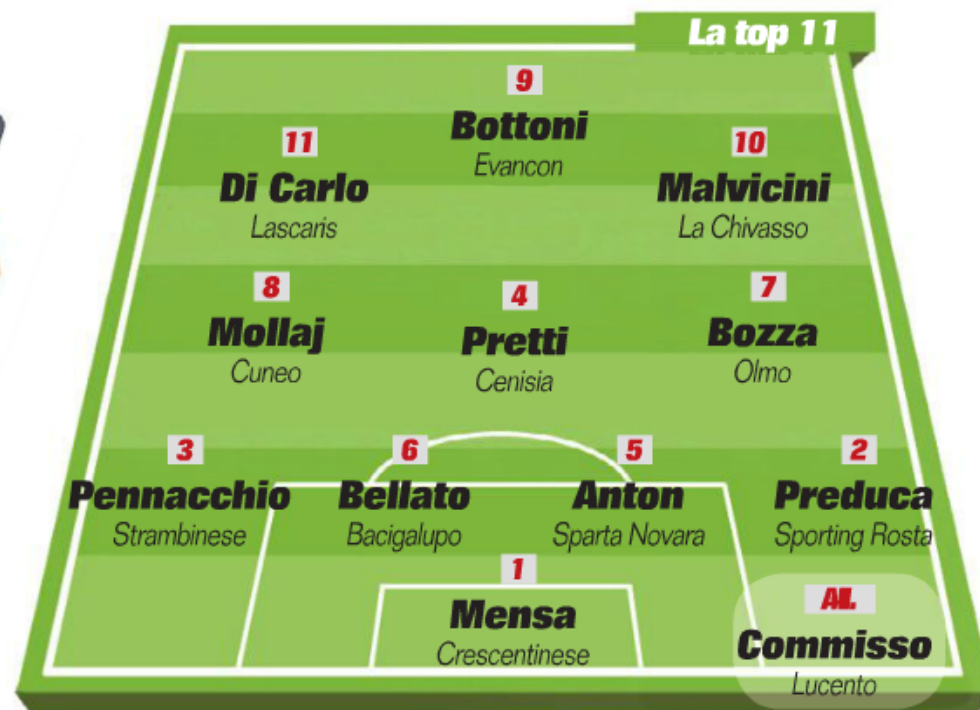 La top 11
9
Bottoni
Evancon
11
Di Carlo
Lascaris
10
Malvicini
La Chivasso
8
Mollaj
Cuneo
4
Pretti
Cenisia
7
Bozza
Olmo
3
Pennacchio
Strambinese
6
Bellato
Bacigalupo
5
Anton
Sparta Novara
2
Preduca
Sporting Rosta
1
Mensa
Crescentinese
AL.
Commisso
Lucento